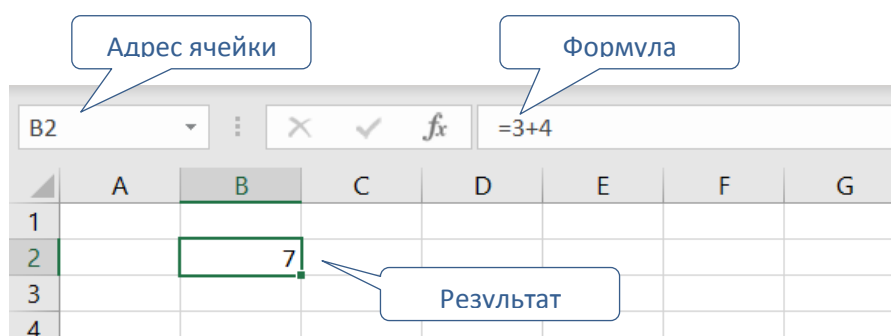 Адрес ячейки Формула
B2 fx =3+4
A B C D E F G
1
2 7
3 Результат
4